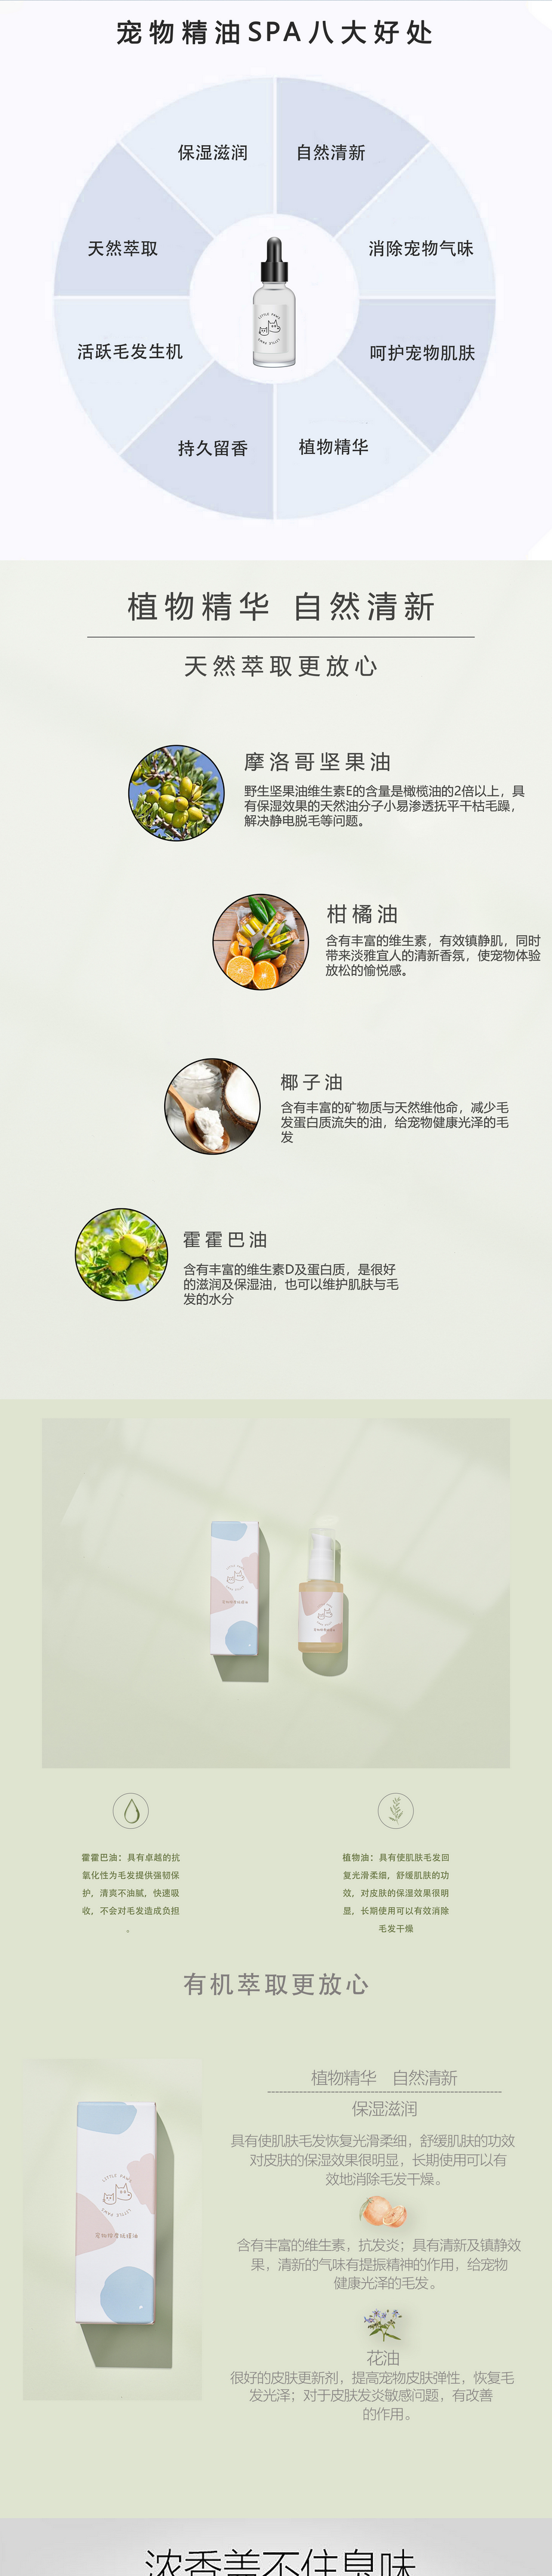 宠物精油SPA八大好处
保湿滋润
自然清新
天然萃取
消除宠物气味
LITTLE PAWS
LITTLE PAWS
活跃毛发生机
呵护宠物肌肤
持久留香
植物精华
植物精华 自然清新
天然萃取更放心
摩洛哥坚果油
野生坚果油维生素E的含量是橄榄油的2倍以上，具
有保湿效果的天然油分子小易渗透抚平干枯毛躁，
解决静电脱毛等问题。
柑橘油
含有丰富的维生素，有效镇静肌，同时
带来淡雅宜人的清新香氛，使宠物体验
放松的愉悦感。
椰子油
含有丰富的矿物质与天然维他命，减少毛
发蛋白质流失的油，给宠物健康光泽的毛
发
霍霍巴油
含有丰富的维生素D及蛋白质，是很好
的滋润及保湿油，也可以维护肌肤与毛
发的水分
霍霍巴油：具有卓越的抗
氧化性为毛发提供强韧保
护，清爽不油腻，快速吸
收，不会对毛发造成负担
。
植物油：具有使肌肤毛发回
复光滑柔细，舒缓肌肤的功
效，对皮肤的保湿效果很明
显，长期使用可以有效消除
毛发干燥
有机萃取更放心
LITTLE PAWS
LITTLE PAWS
植物精华 自然清新
保湿滋润
具有使肌肤毛发恢复光滑柔细，舒缓肌肤的功效
对皮肤的保湿效果很明显，长期使用可以有
效地消除毛发干燥。
含有丰富的维生素，抗发炎；具有清新及镇静效
果，清新的气味有提振精神的作用，给宠物
健康光泽的毛发。
花油
很好的皮肤更新剂，提高宠物皮肤弹性，恢复毛
发光泽；对于皮肤发炎敏感问题，有改善
的作用。
浓香盖不住臭味